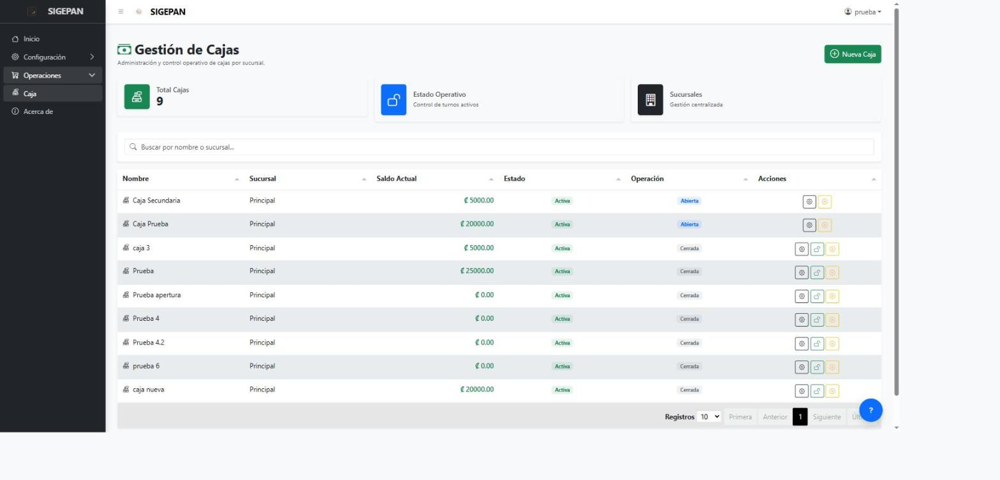 SIGEPAN
SIGEPAN
prueba
Inicio
Configuración
Operaciones
Caja
Acerca de
Gestión de Cajas
Administración y control operativo de cajas por sucursal.
Nueva Caja
Total Cajas
9
Estado Operativo
Control de turnos activos
Sucursales
Gestión centralizada
Buscar por nombre o sucursal...
Nombre Sucursal Saldo Actual Estado Operación Acciones
Caja Secundaria Principal ₡ 5000.00 Activa Abierta
Caja Prueba Principal ₡ 20000.00 Activa Abierta
caja 3 Principal ₡ 5000.00 Activa Cerrada
Prueba Principal ₡ 25000.00 Activa Cerrada
Prueba apertura Principal ₡ 0.00 Activa Cerrada
Prueba 4 Principal ₡ 0.00 Activa Cerrada
Prueba 4.2 Principal ₡ 0.00 Activa Cerrada
prueba 6 Principal ₡ 0.00 Activa Cerrada
caja nueva Principal ₡ 20000.00 Activa Cerrada
Registros 10 Primera Anterior 1 Siguiente
?